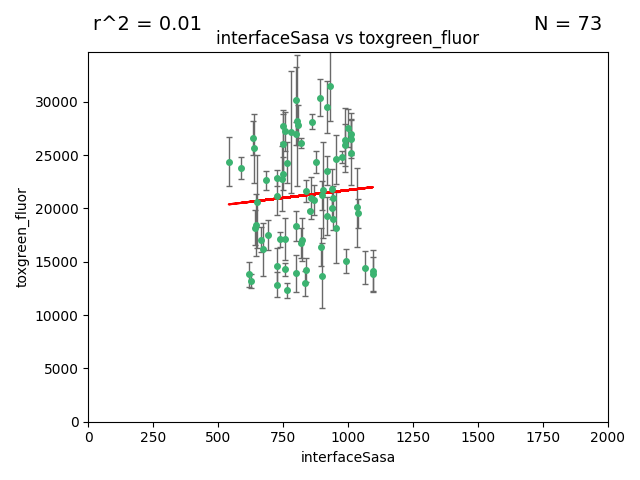 r^2 = 0.01
N = 73
interfaceSasa vs toxgreen_fluor
30000
25000
20000
15000
10000
5000
0
toxgreen_fluor
0 250 500 750 1000 1250 1500 1750 2000
interfaceSasa